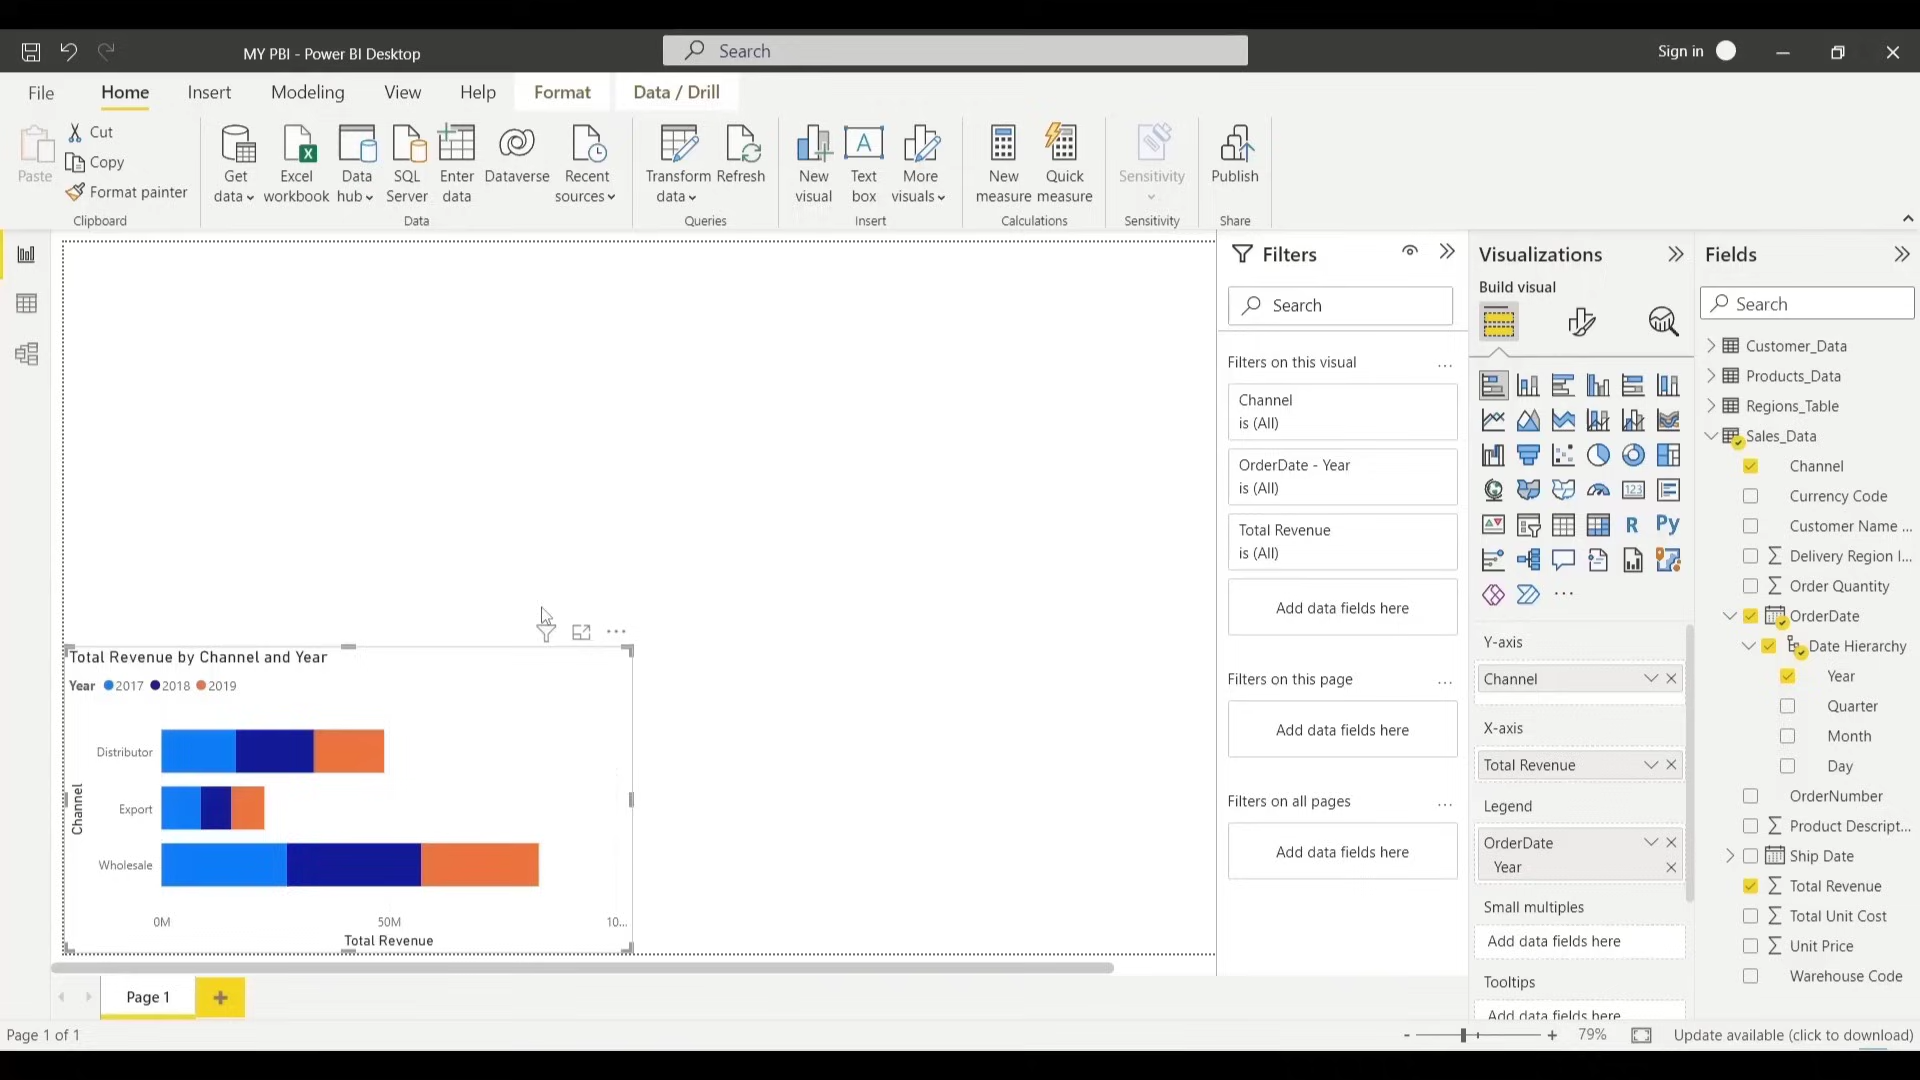 MY PBI - Power BI Desktop
Search
Sign in
File
Home
Insert
Modeling
View
Help
Format
Data / Drill
Paste
Cut
Copy
Format painter
Clipboard
Get data
Excel workbook
Data hub
SQL Server
Enter data
Dataverse
Recent sources
Data
Transform data
Refresh
Queries
New visual
Text box
More visuals
Insert
New measure
Quick measure
Calculations
Sensitivity
Sensitivity
Publish
Share
Total Revenue by Channel and Year
Year 2017 2018 2019
Channel
Distributor
Export
Wholesale
0M 50M 10...
Total Revenue
Filters
Search
Filters on this visual ...
Channel
is (All)
OrderDate - Year
is (All)
Total Revenue
is (All)
Add data fields here
Filters on this page ...
Add data fields here
Filters on all pages ...
Add data fields here
Visualizations
Build visual
123
R
Py
...
Y-axis
Channel
X-axis
Total Revenue
Legend
OrderDate
Year
Small multiples
Add data fields here
Tooltips
Add data fields here
Fields
Search
Customer_Data
Products_Data
Regions_Table
Sales_Data
Channel
Currency Code
Customer Name ...
Delivery Region I...
Order Quantity
OrderDate
Date Hierarchy
Year
Quarter
Month
Day
OrderNumber
Product Descript...
Ship Date
Total Revenue
Total Unit Cost
Unit Price
Warehouse Code
Page 1
Page 1 of 1
- + 79%
Update available (click to download)